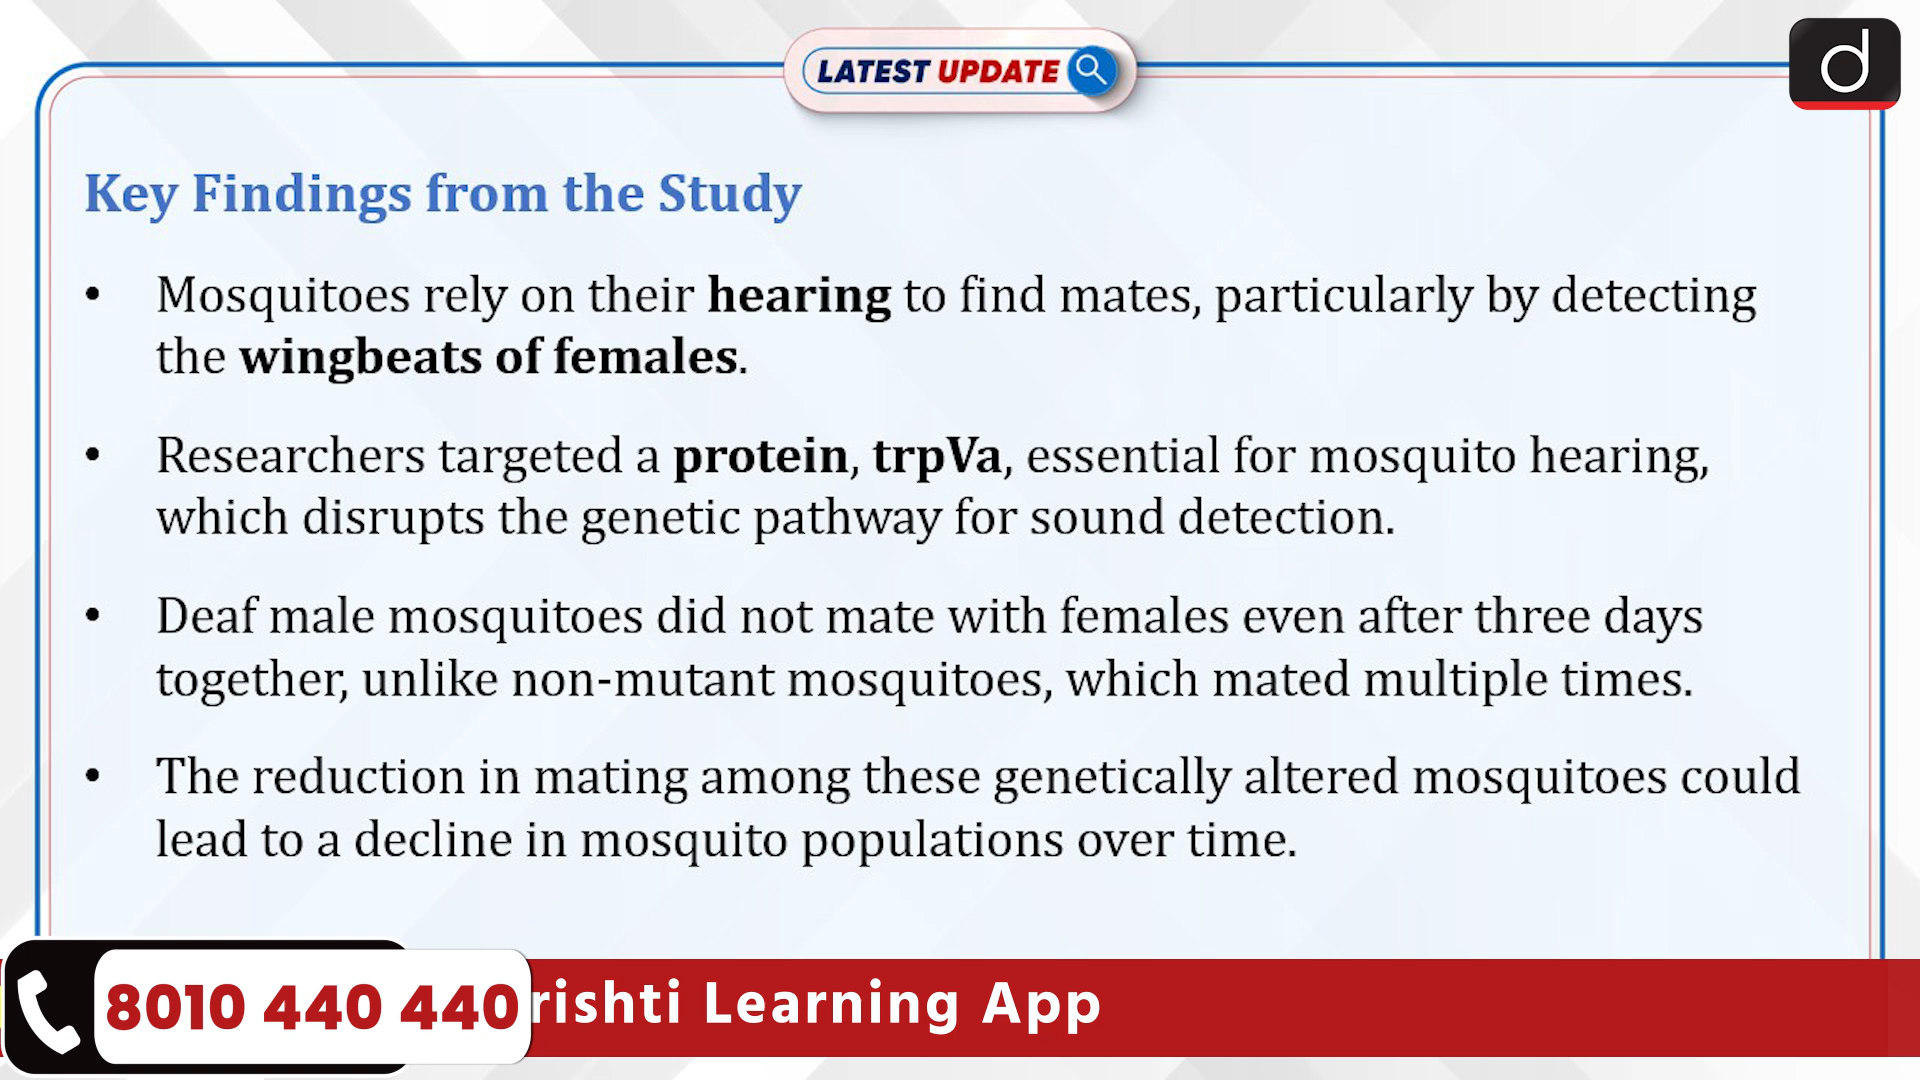 LATEST UPDATE
d
Key Findings from the Study
• Mosquitoes rely on their hearing to find mates, particularly by detecting
the wingbeats of females.
• Researchers targeted a protein, trpVa, essential for mosquito hearing,
which disrupts the genetic pathway for sound detection.
• Deaf male mosquitoes did not mate with females even after three days
together, unlike non-mutant mosquitoes, which mated multiple times.
• The reduction in mating among these genetically altered mosquitoes could
lead to a decline in mosquito populations over time.
8010 440 440 rishti Learning App